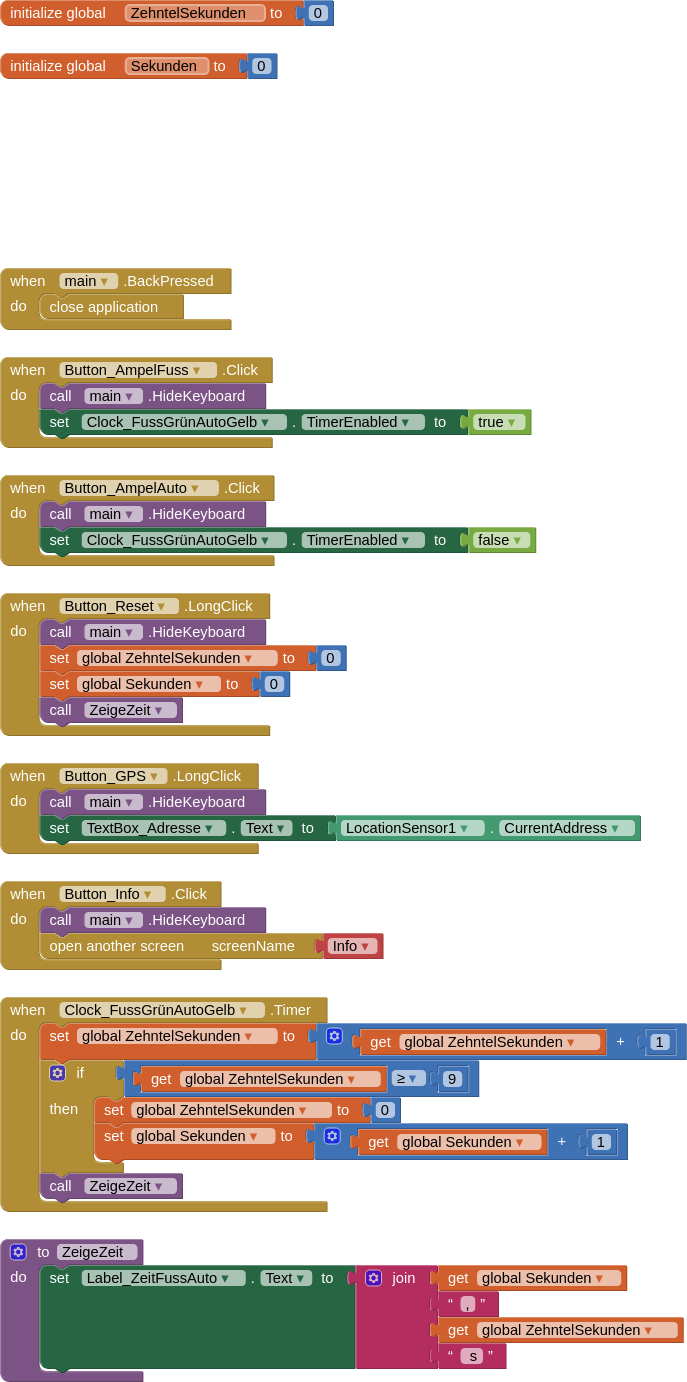 initialize global ZehntelSekunden to 0
initialize global Sekunden to 0
when main .BackPressed
do close application
when Button_AmpelFuss .Click
do call main .HideKeyboard
set Clock_FussGrünAutoGelb . TimerEnabled to true
when Button_AmpelAuto .Click
do call main .HideKeyboard
set Clock_FussGrünAutoGelb . TimerEnabled to false
when Button_Reset .LongClick
do call main .HideKeyboard
set global ZehntelSekunden to 0
set global Sekunden to 0
call ZeigeZeit
when Button_GPS .LongClick
do call main .HideKeyboard
set TextBox_Adresse . Text to LocationSensor1 . CurrentAddress
when Button_Info .Click
do call main .HideKeyboard
open another screen screenName Info
when Clock_FussGrünAutoGelb .Timer
do set global ZehntelSekunden to get global ZehntelSekunden + 1
if get global ZehntelSekunden ≥ 9
then set global ZehntelSekunden to 0
set global Sekunden to get global Sekunden + 1
call ZeigeZeit
to ZeigeZeit
do set Label_ZeitFussAuto . Text to join get global Sekunden
“ , ”
get global ZehntelSekunden
“ s ”